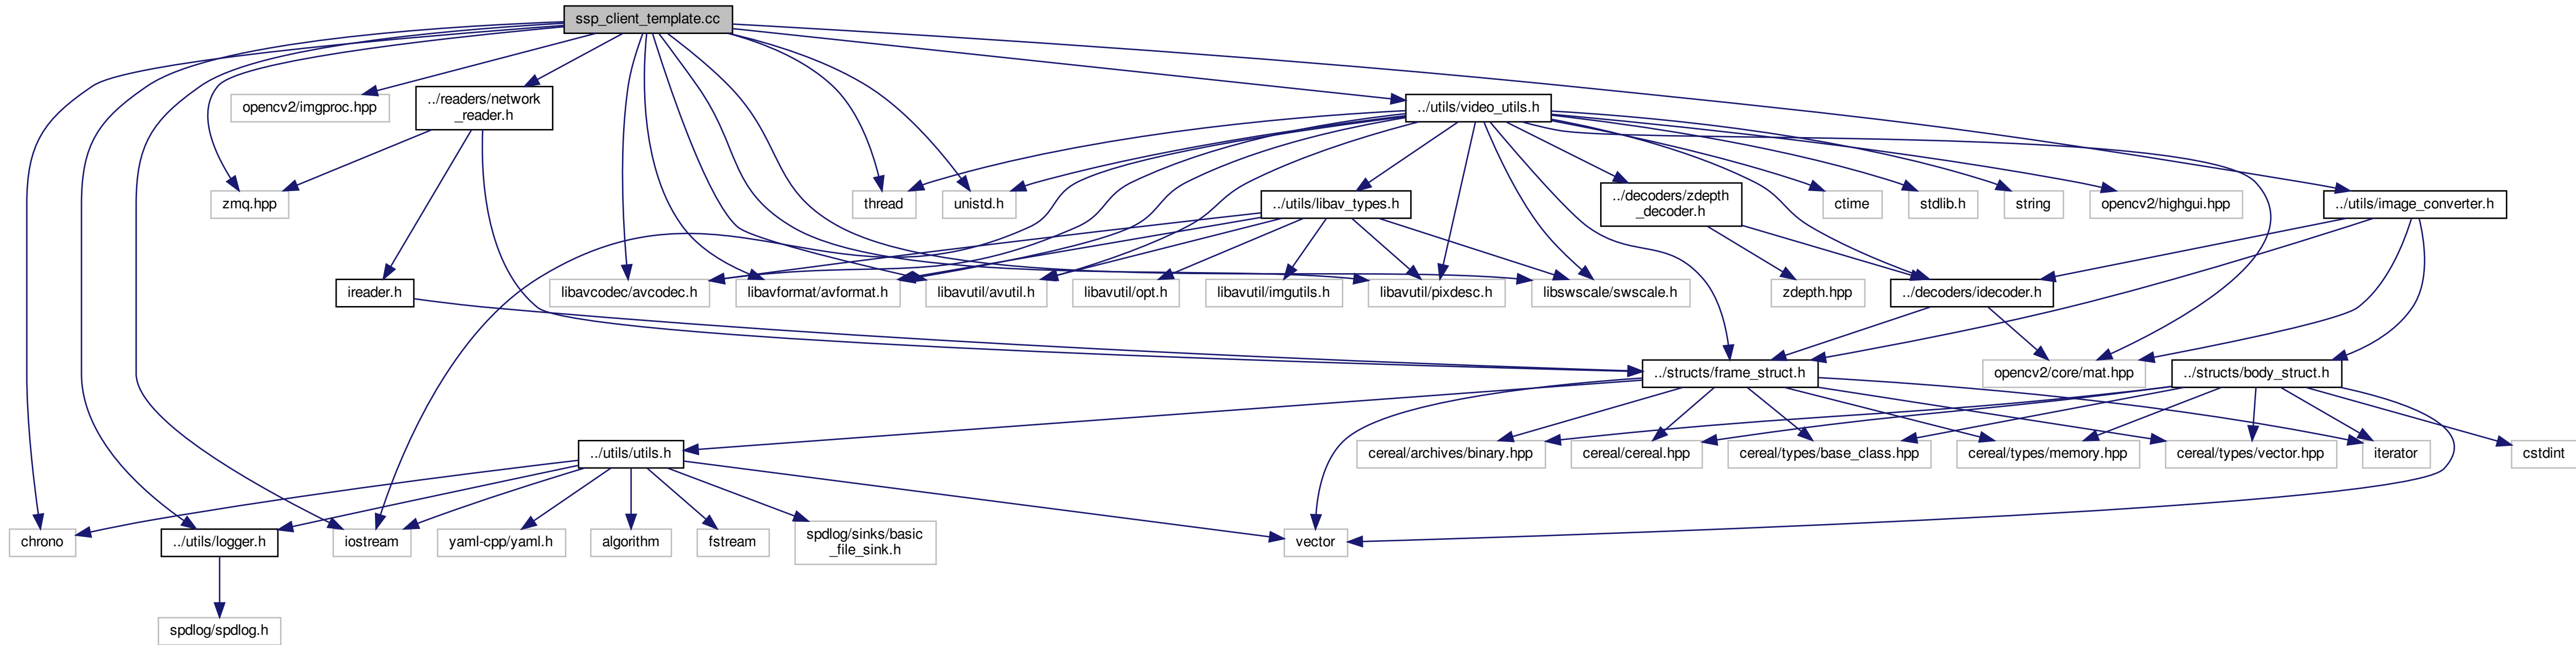 ssp_client_template.cc
opencv2/imgproc.hpp
../readers/network
_reader.h
../utils/video_utils.h
zmq.hpp
thread
unistd.h
../utils/libav_types.h
../decoders/zdepth
_decoder.h
ctime
stdlib.h
string
opencv2/highgui.hpp
../utils/image_converter.h
ireader.h
libavcodec/avcodec.h
libavformat/avformat.h
libavutil/avutil.h
libavutil/opt.h
libavutil/imgutils.h
libavutil/pixdesc.h
libswscale/swscale.h
zdepth.hpp
../decoders/idecoder.h
../structs/frame_struct.h
opencv2/core/mat.hpp
../structs/body_struct.h
../utils/utils.h
cereal/archives/binary.hpp
cereal/cereal.hpp
cereal/types/base_class.hpp
cereal/types/memory.hpp
cereal/types/vector.hpp
iterator
cstdint
chrono
../utils/logger.h
iostream
yaml-cpp/yaml.h
algorithm
fstream
spdlog/sinks/basic
_file_sink.h
vector
spdlog/spdlog.h